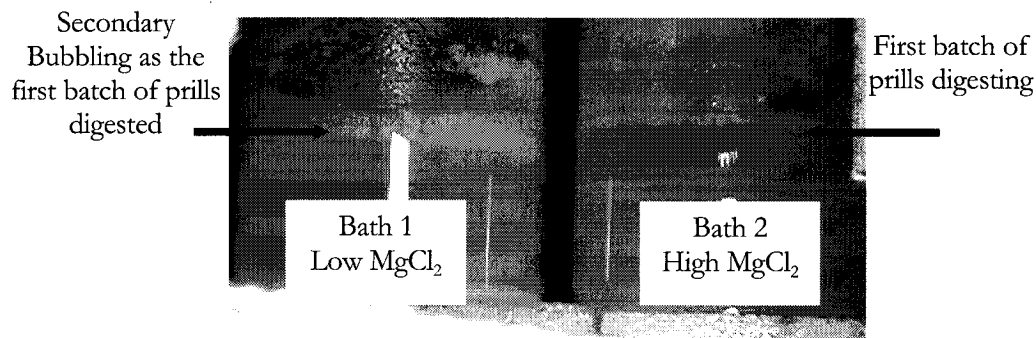 Secondary
Bubbling as the
first batch of prills
digested
First batch of
prills digesting
Bath 1
Low MgCl₂
Bath 2
High MgCl₂